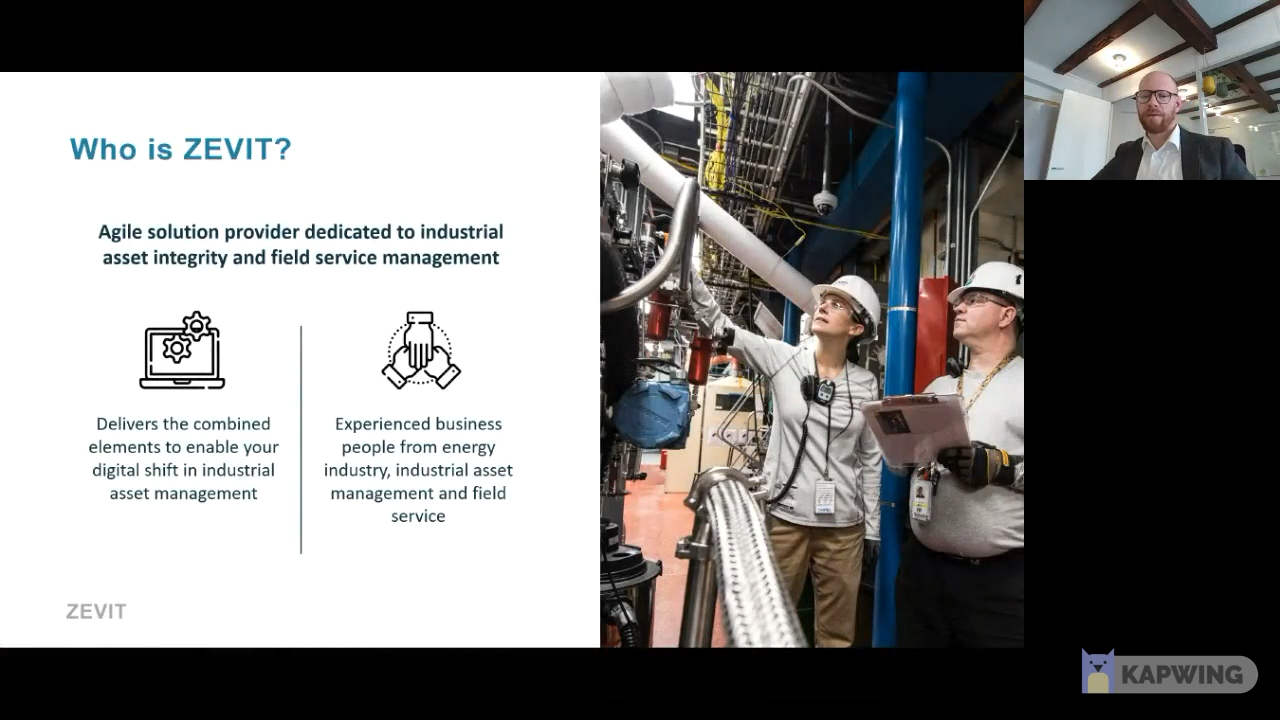 Who is ZEVIT?
Agile solution provider dedicated to industrial
asset integrity and field service management
Delivers the combined
elements to enable your
digital shift in industrial
asset management
Experienced business
people from energy
industry, industrial asset
management and field
service
ZEVIT
KAPWING